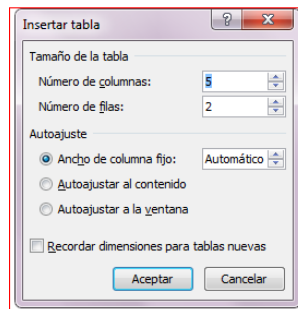 Insertar tabla
Tamaño de la tabla
Número de columnas: 5
Número de filas: 2
Autoajuste
Ancho de columna fijo: Automático
Autoajustar al contenido
Autoajustar a la ventana
Recordar dimensiones para tablas nuevas
Aceptar Cancelar